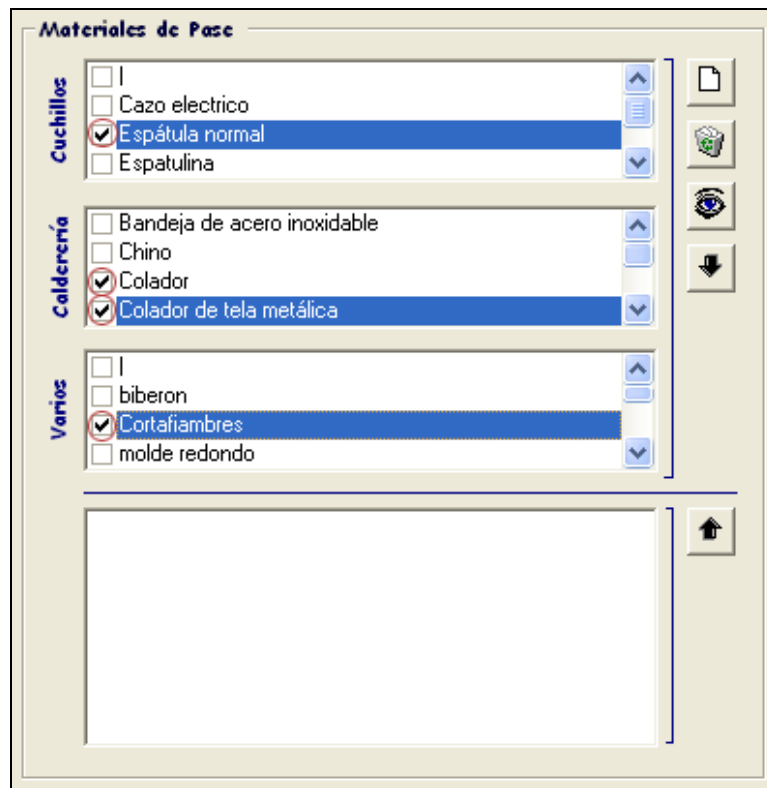 Materiales de Pase
Cuchillos
l
Cazo electrico
Espátula normal
Espatulina
Calderería
Bandeja de acero inoxidable
Chino
Colador
Colador de tela metálica
Varios
l
biberon
Cortafiambres
molde redondo